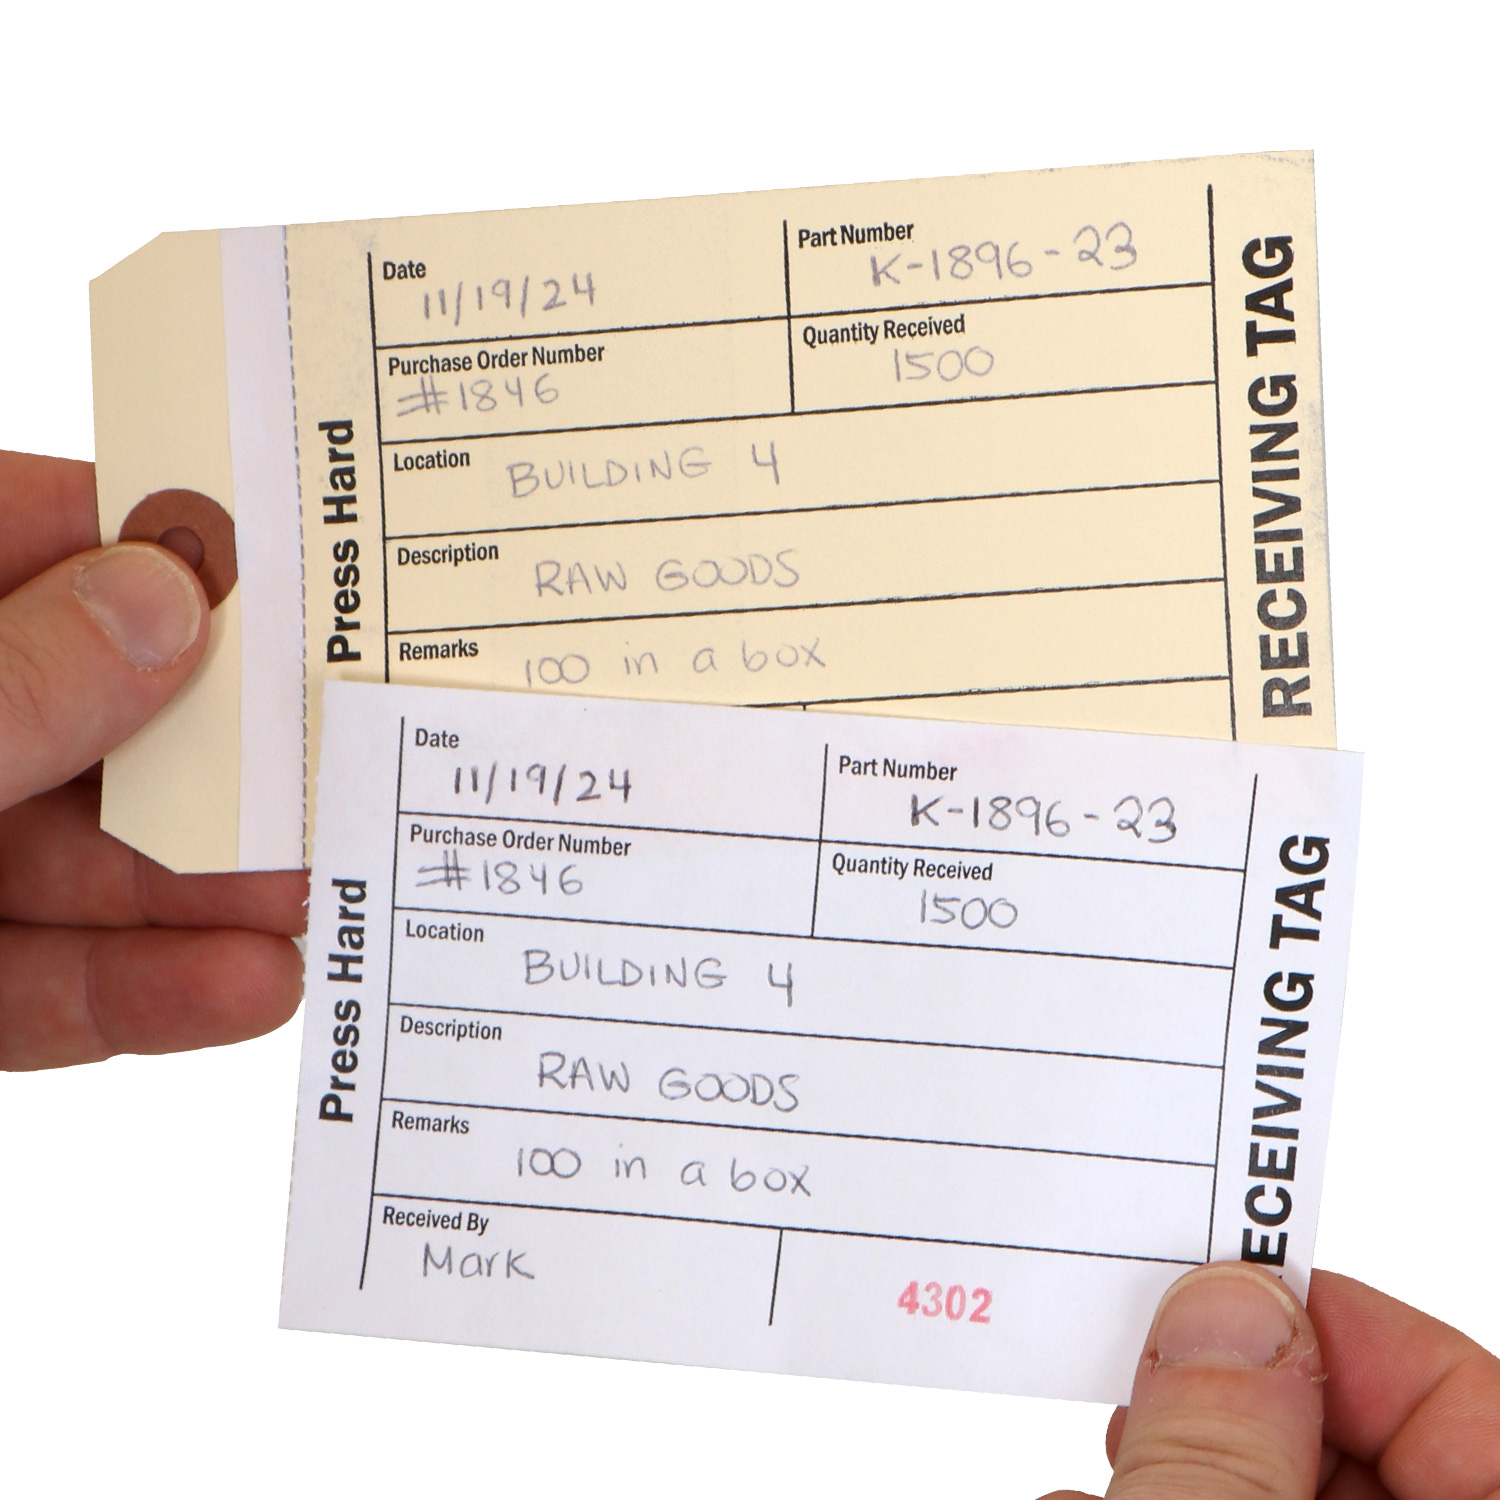 Date
11/19/24
Part Number
K-1896-23
Purchase Order Number
#1846
Quantity Received
1500
Location
BUILDING 4
Description
RAW GOODS
Remarks
100 in a box
Press Hard
RECEIVING TAG
Date
11/19/24
Part Number
K-1896-23
Purchase Order Number
#1846
Quantity Received
1500
Location
BUILDING 4
Description
RAW GOODS
Remarks
100 in a box
Received By
Mark
4302
Press Hard
ECEIVING TAG